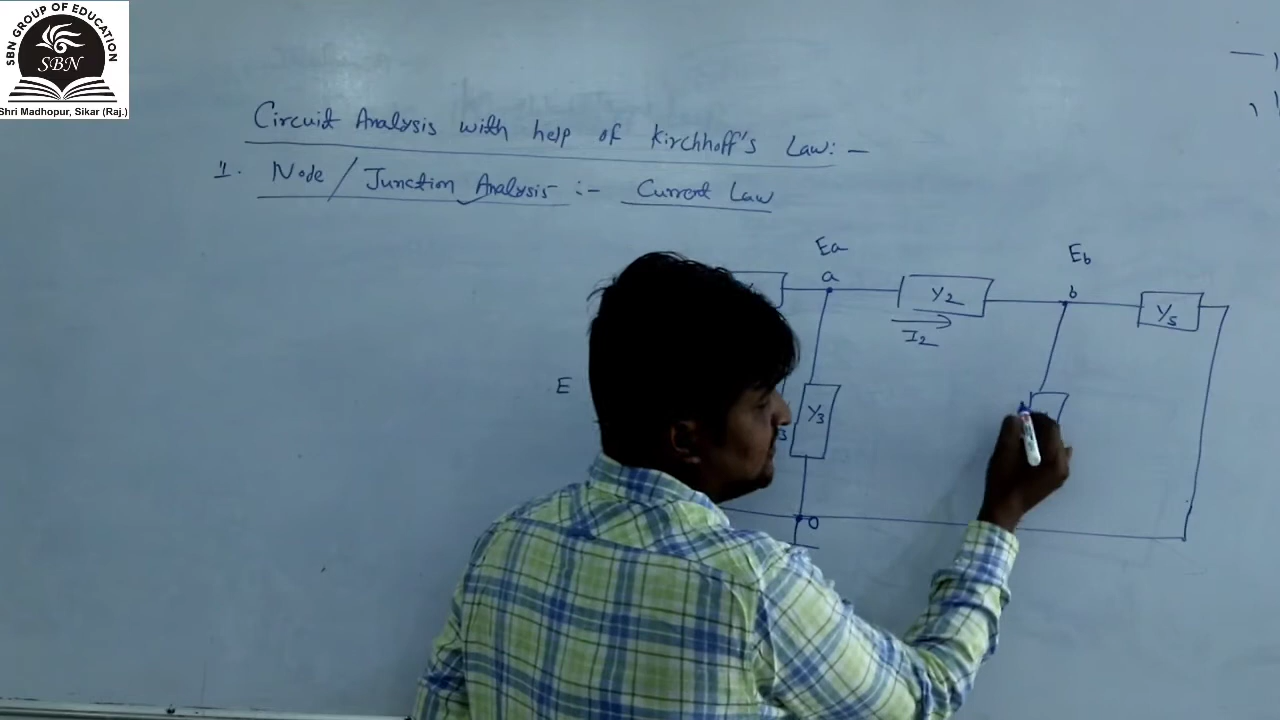 SBN GROUP OF EDUCATION
SBN
Shri Madhopur, Sikar (Raj.)
Circuit Analysis with help of Kirchhoff's Law:-
1. Node / Junction Analysis :- Current Law
Ea
Eb
a
b
Y2
Y5
I2
E
Y3
3
0